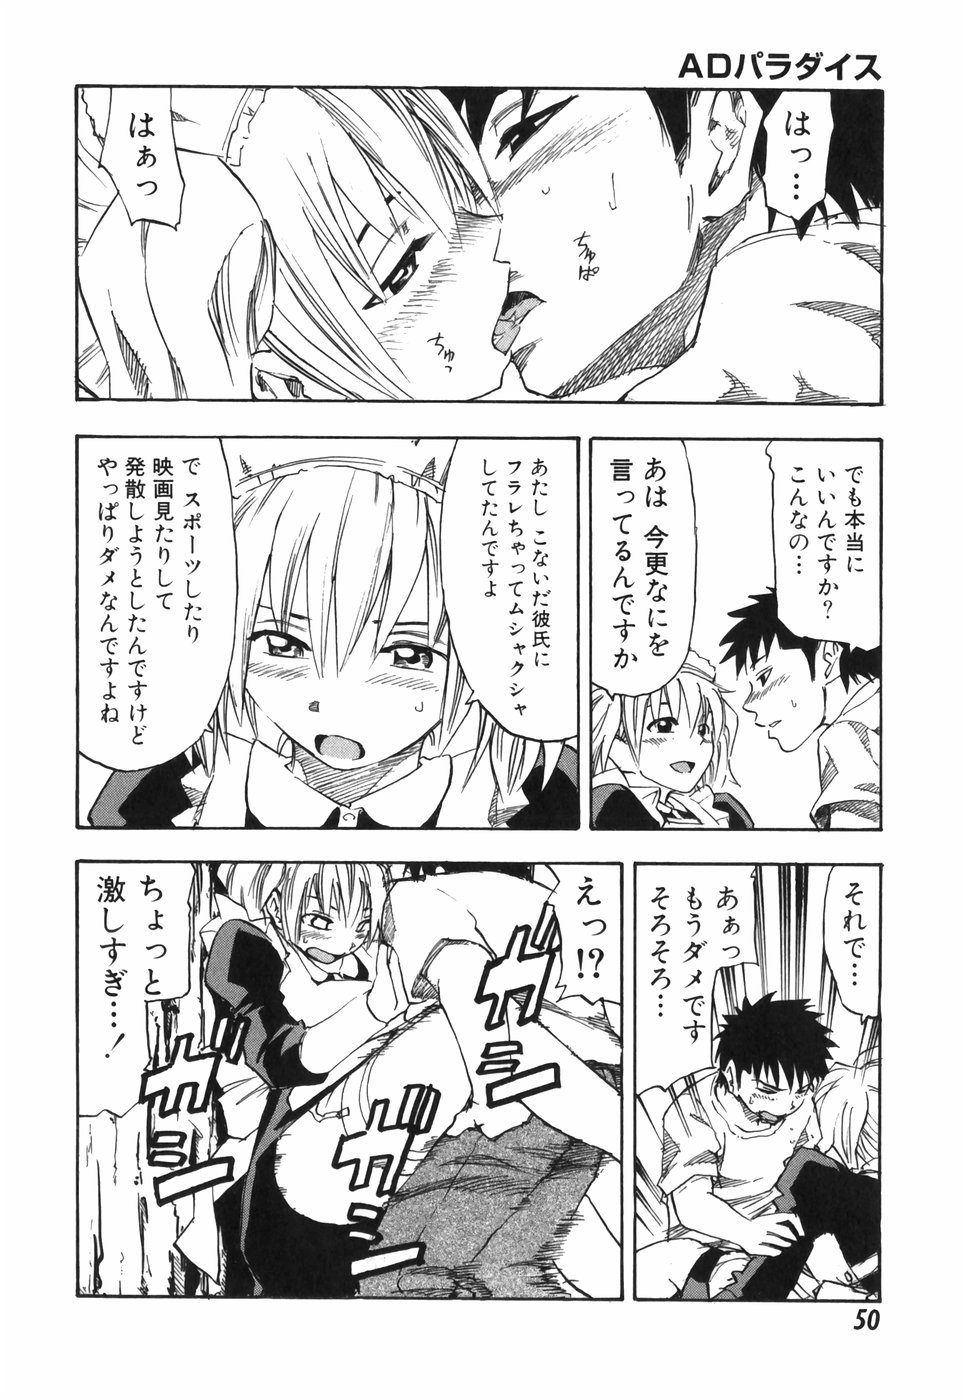 ADパラダイス
はっ…
はぁっ
ちゅぱ
ちゅっ
でも本当に
いいんですか？
こんなの…
あは 今更なにを
言ってるんですか
あたし こないだ彼氏に
フラレちゃってムシャクシャ
してたんですよ
で スポーツしたり
映画見たりして
発散しようとしたんですけど
やっぱりダメなんですよね
それで…
あぁっ
もうダメです
そろそろ…
えっ!?
ガシ
ガシ
ガシ
ちょっと
激しすぎ…！
50